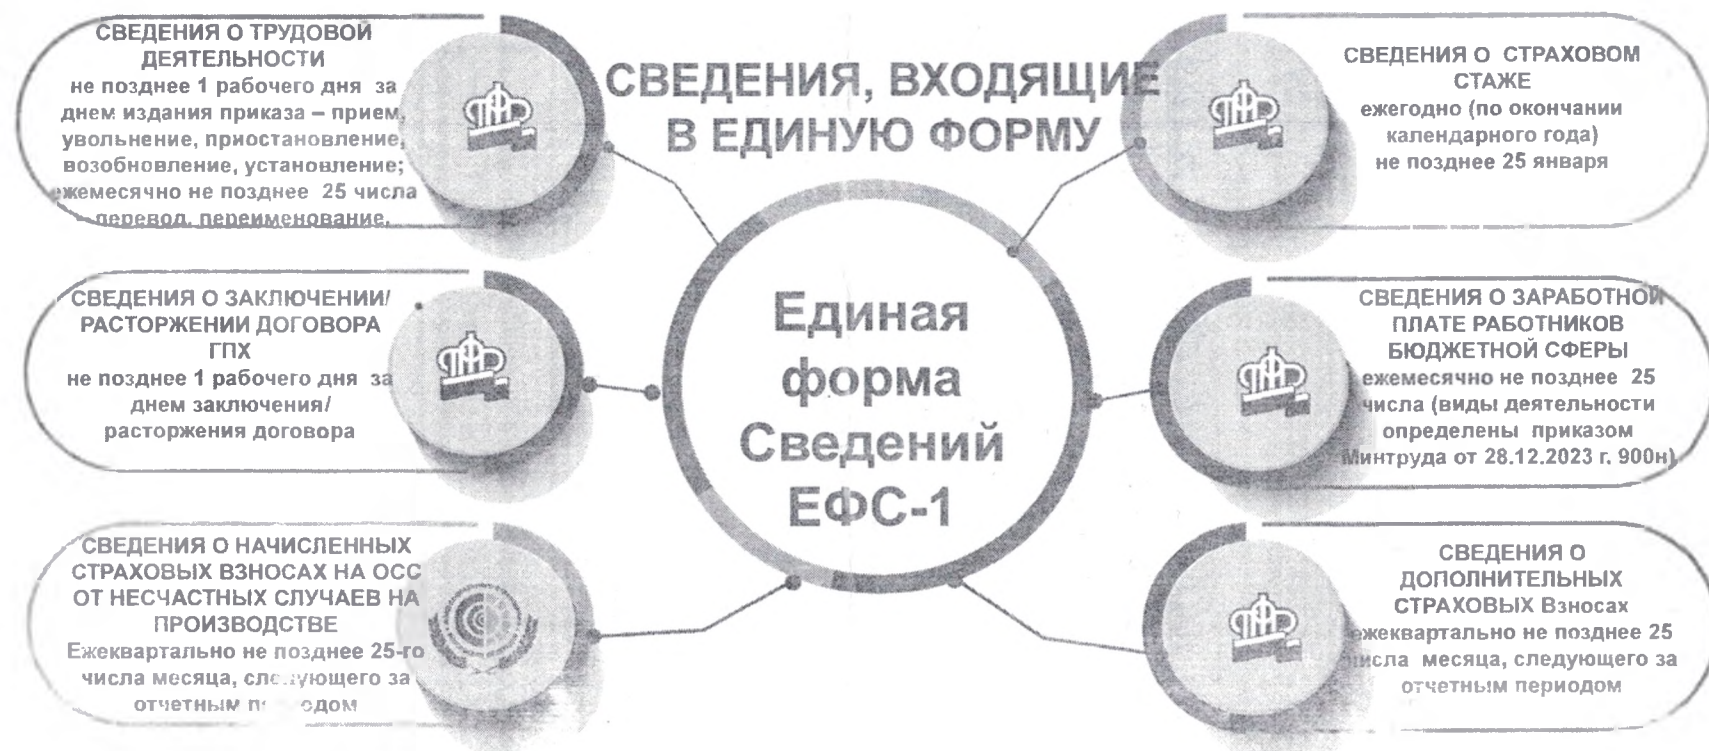 СВЕДЕНИЯ, ВХОДЯЩИЕ
В ЕДИНУЮ ФОРМУ
СВЕДЕНИЯ О ТРУДОВОЙ
ДЕЯТЕЛЬНОСТИ
не позднее 1 рабочего дня за
днем издания приказа – прием,
увольнение, приостановление,
возобновление, установление;
ежемесячно не позднее 25 числа
перевод, переименование,
СВЕДЕНИЯ О ЗАКЛЮЧЕНИИ/
РАСТОРЖЕНИИ ДОГОВОРА
ГПХ
не позднее 1 рабочего дня за
днем заключения/
расторжения договора
СВЕДЕНИЯ О НАЧИСЛЕННЫХ
СТРАХОВЫХ ВЗНОСАХ НА ОСС
ОТ НЕСЧАСТНЫХ СЛУЧАЕВ НА
ПРОИЗВОДСТВЕ
Ежеквартально не позднее 25-го
числа месяца, следующего за
отчетным периодом
Единая
форма
Сведений
ЕФС-1
СВЕДЕНИЯ О СТРАХОВОМ
СТАЖЕ
ежегодно (по окончании
календарного года)
не позднее 25 января
СВЕДЕНИЯ О ЗАРАБОТНОЙ
ПЛАТЕ РАБОТНИКОВ
БЮДЖЕТНОЙ СФЕРЫ
ежемесячно не позднее 25
числа (виды деятельности
определены приказом
Минтруда от 28.12.2023 г. 900н)
СВЕДЕНИЯ О
ДОПОЛНИТЕЛЬНЫХ
СТРАХОВЫХ Взносах
ежеквартально не позднее 25
числа месяца, следующего за
отчетным периодом